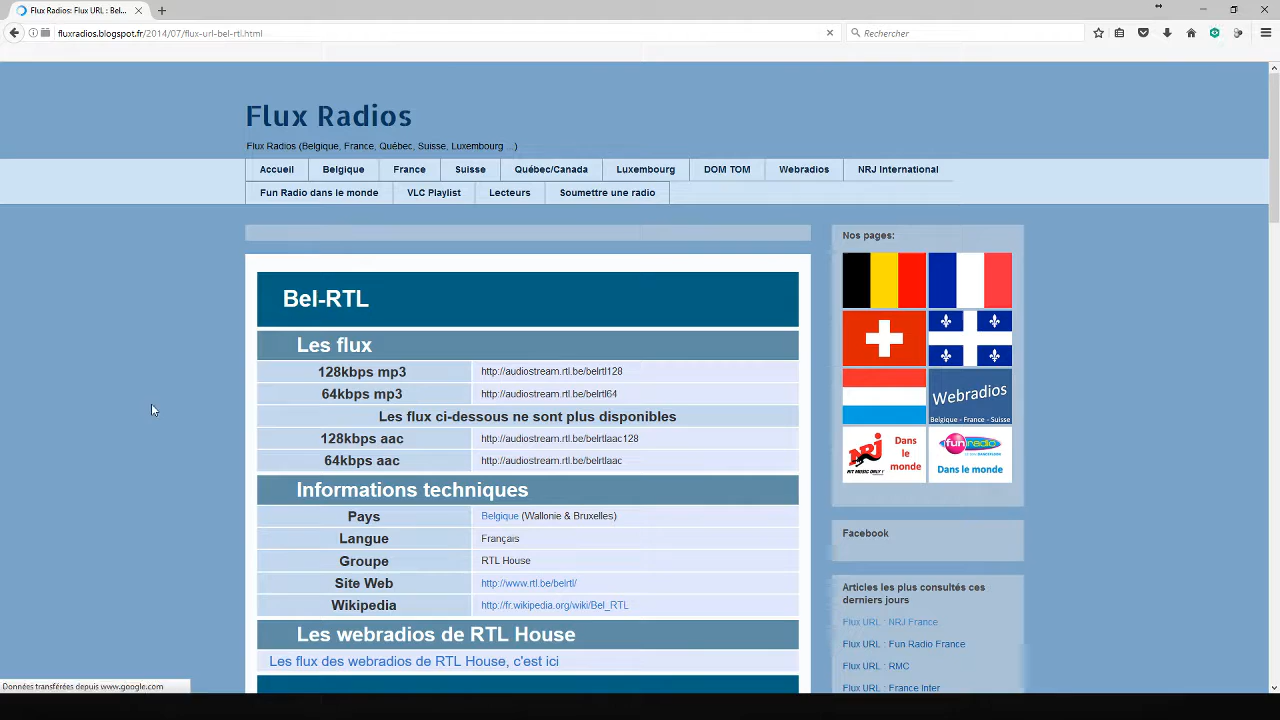 Flux Radios: Flux URL : Bel...
fluxradios.blogspot.fr/2014/07/flux-url-bel-rtl.html
Rechercher
Flux Radios
Flux Radios (Belgique, France, Québec, Suisse, Luxembourg ...)
Accueil Belgique France Suisse Québec/Canada Luxembourg DOM TOM Webradios NRJ International
Fun Radio dans le monde VLC Playlist Lecteurs Soumettre une radio
Bel-RTL
Les flux
128kbps mp3 http://audiostream.rtl.be/belrtl128
64kbps mp3 http://audiostream.rtl.be/belrtl64
Les flux ci-dessous ne sont plus disponibles
128kbps aac http://audiostream.rtl.be/belrtlaac128
64kbps aac http://audiostream.rtl.be/belrtlaac
Informations techniques
Pays Belgique (Wallonie & Bruxelles)
Langue Français
Groupe RTL House
Site Web http://www.rtl.be/belrtl/
Wikipedia http://fr.wikipedia.org/wiki/Bel_RTL
Les webradios de RTL House
Les flux des webradios de RTL House, c'est ici
Nos pages:
Webradios
Belgique - France - Suisse
NRJ
HIT MUSIC ONLY !
Dans
le
monde
funradio
LE SON DANCEFLOOR
Dans le monde
Facebook
Articles les plus consultés ces
derniers jours
Flux URL : NRJ France
Flux URL : Fun Radio France
Flux URL : RMC
Flux URL : France Inter
Données transférées depuis www.google.com